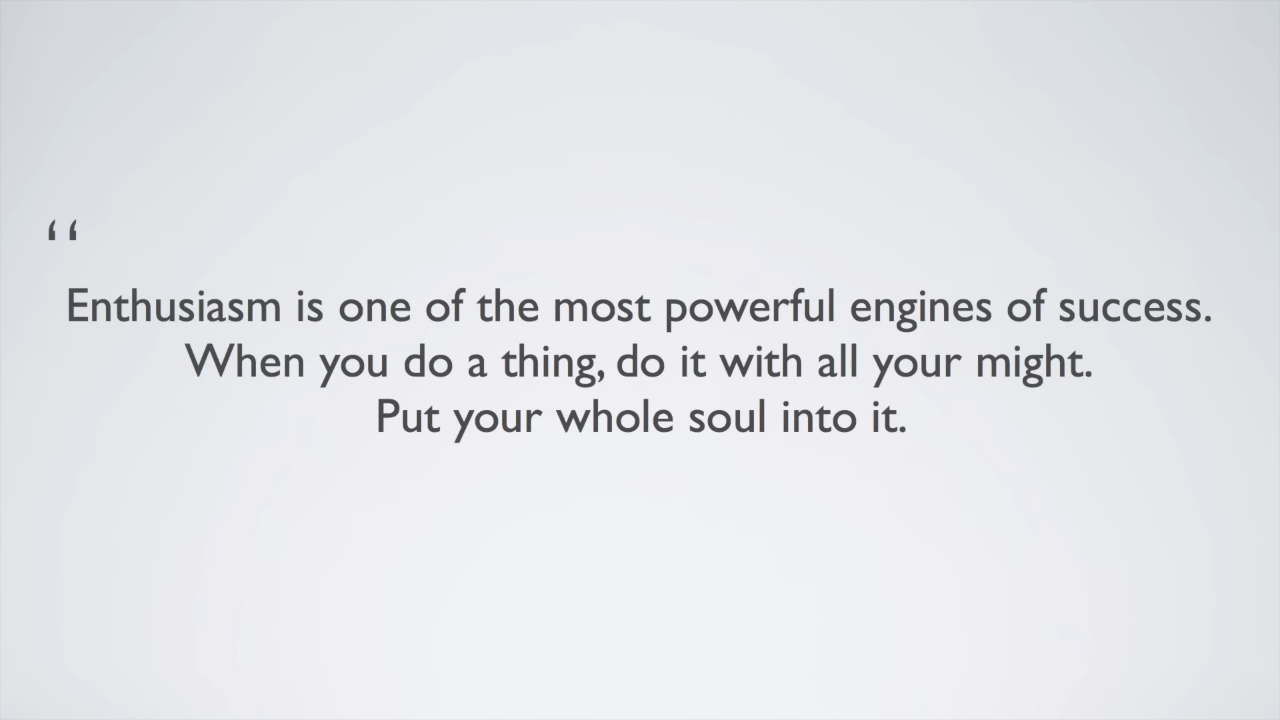 “
Enthusiasm is one of the most powerful engines of success.
When you do a thing, do it with all your might.
Put your whole soul into it.